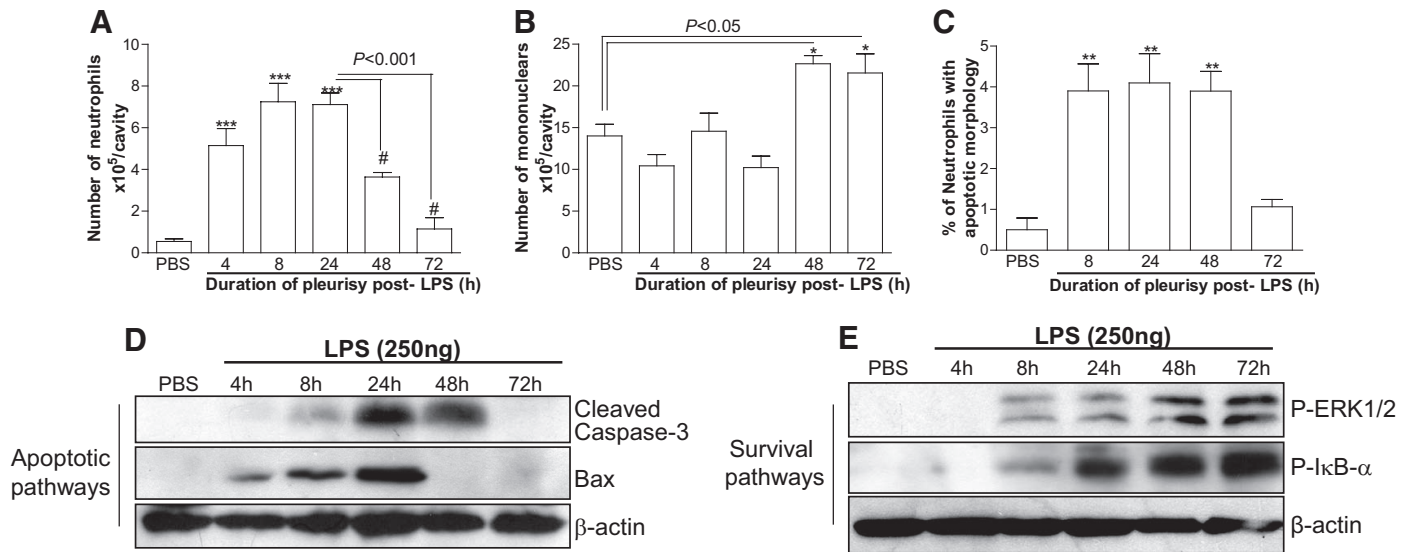 A
Number of neutrophils
x10⁵/cavity
10
8
6
4
2
0
***
***
***
P<0.001
#
#
PBS
4
8
24
48
72
Duration of pleurisy post- LPS (h)
B
Number of mononuclears
x10⁵/cavity
25
20
15
10
5
0
P<0.05
*
*
PBS
4
8
24
48
72
Duration of pleurisy post- LPS (h)
C
% of Neutrophils with
apoptotic morphology
5
4
3
2
1
0
**
**
**
PBS
8
24
48
72
Duration of pleurisy post- LPS (h)
D
LPS (250ng)
PBS 4h 8h 24h 48h 72h
Apoptotic
pathways
Cleaved
Caspase-3
Bax
β-actin
E
LPS (250ng)
PBS 4h 8h 24h 48h 72h
Survival
pathways
P-ERK1/2
P-IκB-α
β-actin